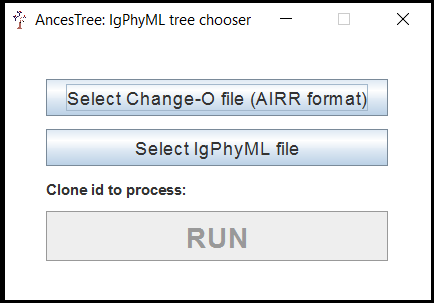 AncesTree: IgPhyML tree chooser
Select Change-O file (AIRR format)
Select IgPhyML file
Clone id to process:
RUN